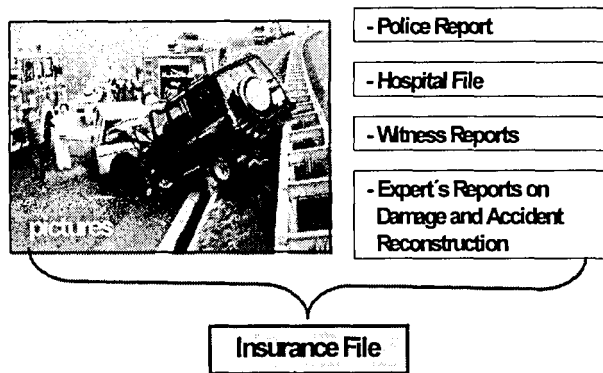 - Police Report
- Hospital File
- Witness Reports
- Expert´s Reports on
Damage and Accident
Reconstruction
pictures
Insurance File